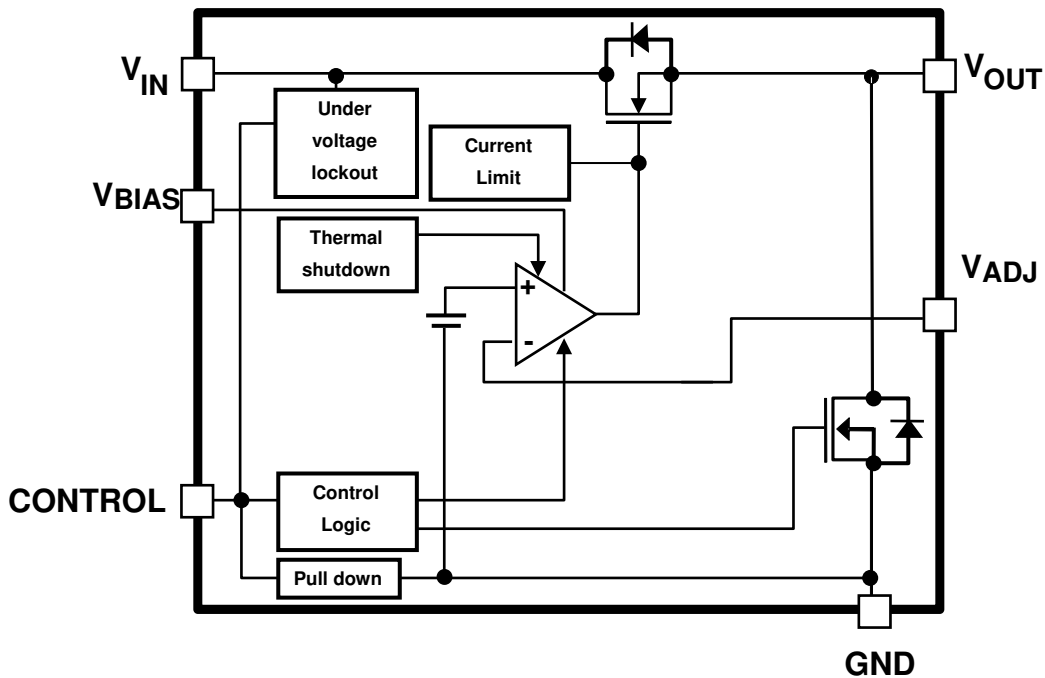 VIN
VOUT
Under
voltage
lockout
Current
Limit
VBIAS
Thermal
shutdown
VADJ
+
-
CONTROL
Control
Logic
Pull down
GND